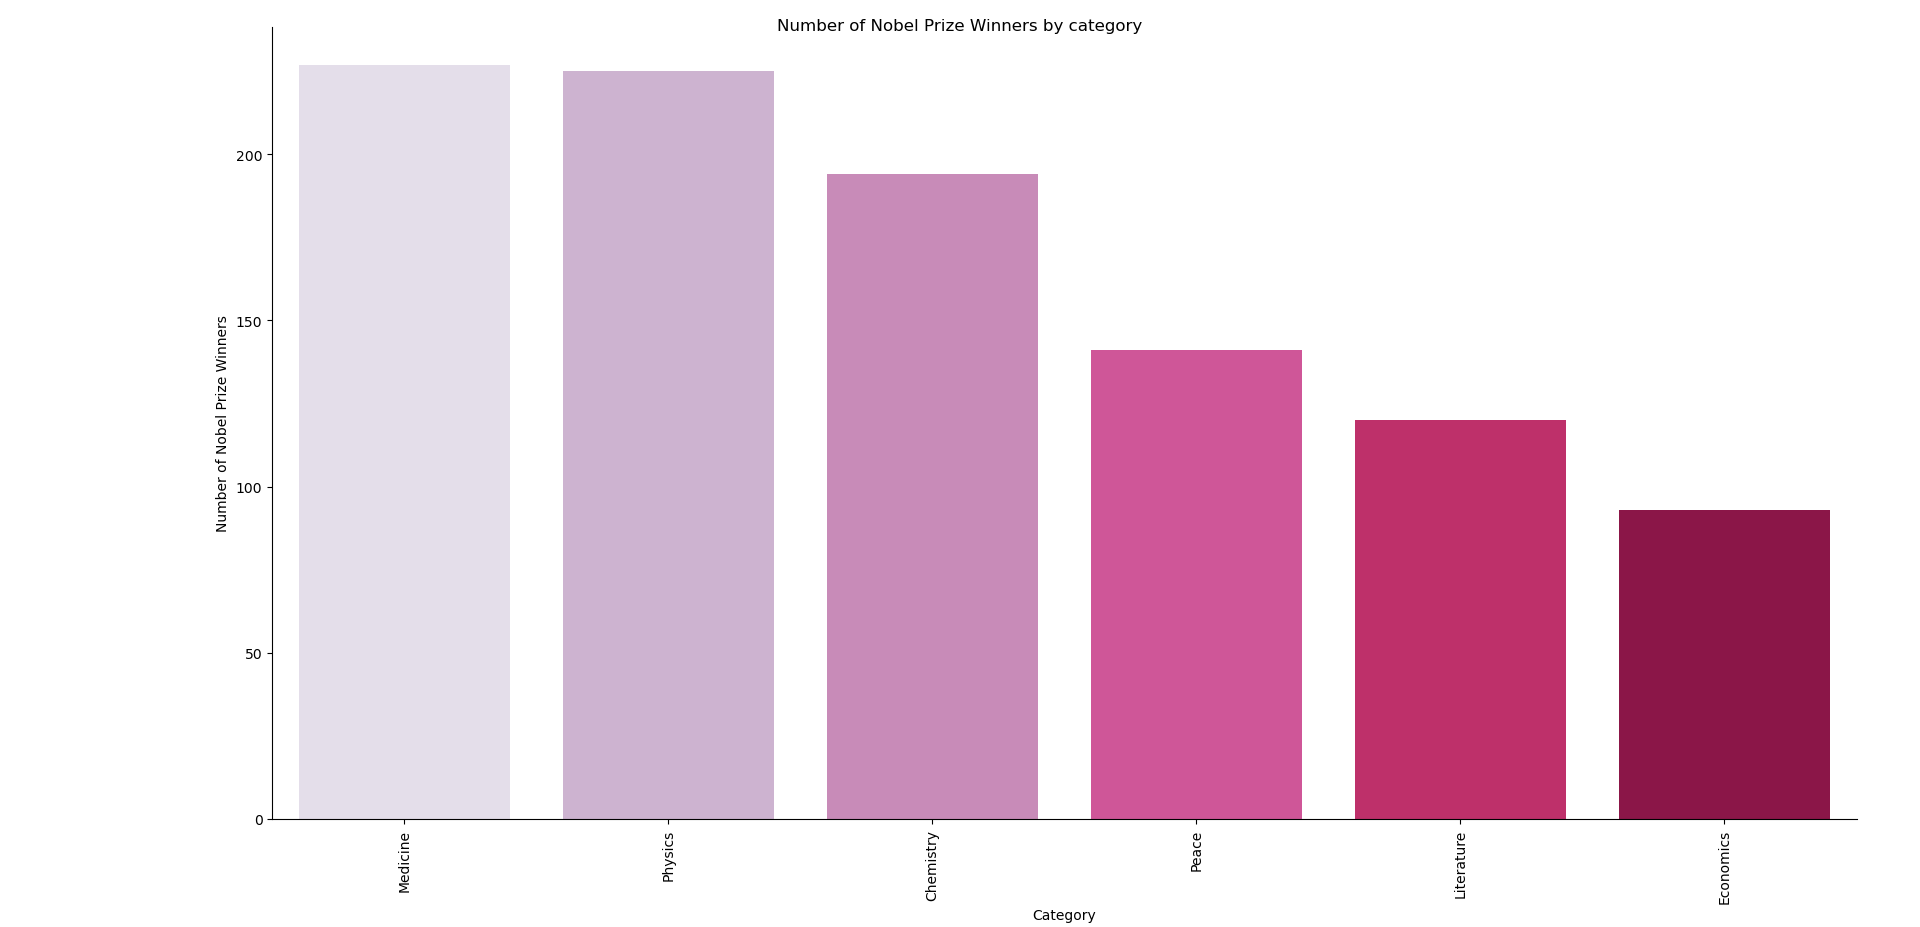 Number of Nobel Prize Winners by category
Number of Nobel Prize Winners
200
150
100
50
0
Medicine
Physics
Chemistry
Peace
Literature
Economics
Category